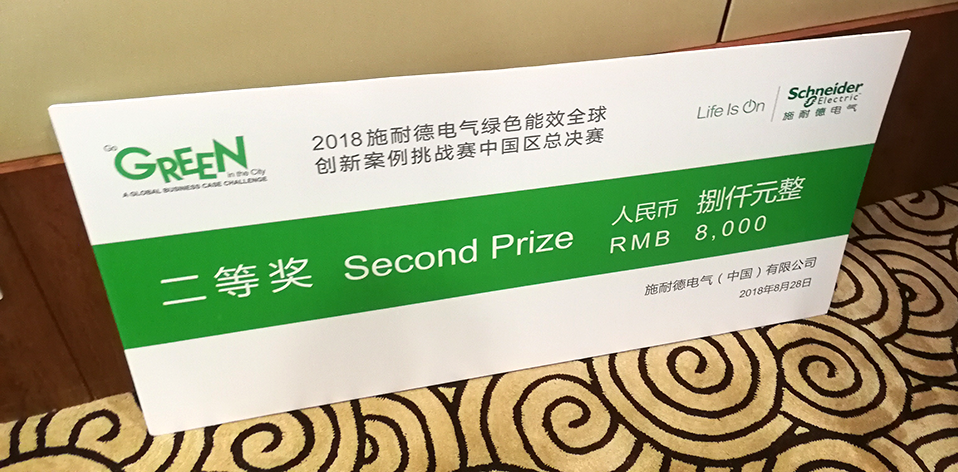 Go
GREEN
in the City
A GLOBAL BUSINESS CASE CHALLENGE
2018施耐德电气绿色能效全球
创新案例挑战赛中国区总决赛
Life Is On
Schneider
Electric
施耐德电气
二等奖 Second Prize
人民币 捌仟元整
RMB 8,000
施耐德电气（中国）有限公司
2018年8月28日